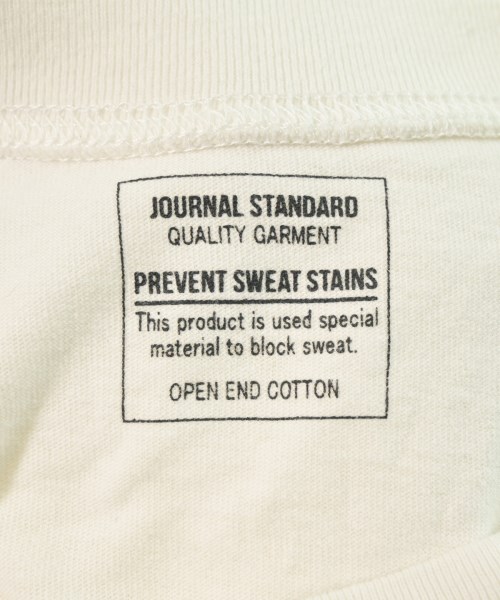 JOURNAL STANDARD
QUALITY GARMENT
PREVENT SWEAT STAINS
This product is used special
material to block sweat.
OPEN END COTTON